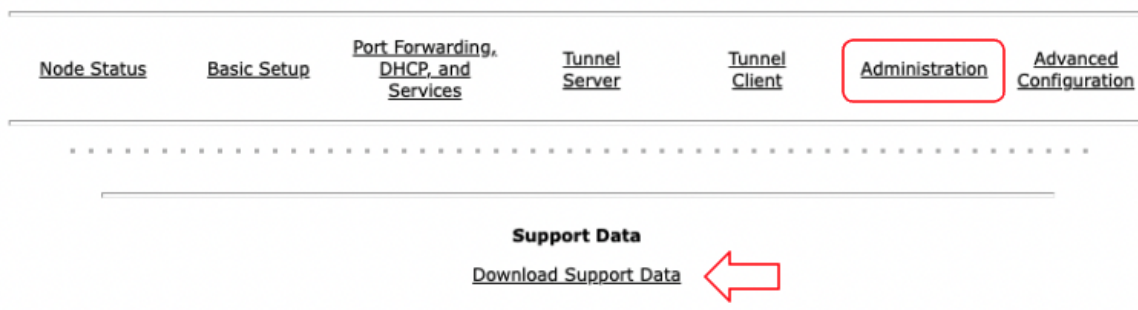 Node Status
Basic Setup
Port Forwarding,
DHCP, and
Services
Tunnel
Server
Tunnel
Client
Administration
Advanced
Configuration
Support Data
Download Support Data